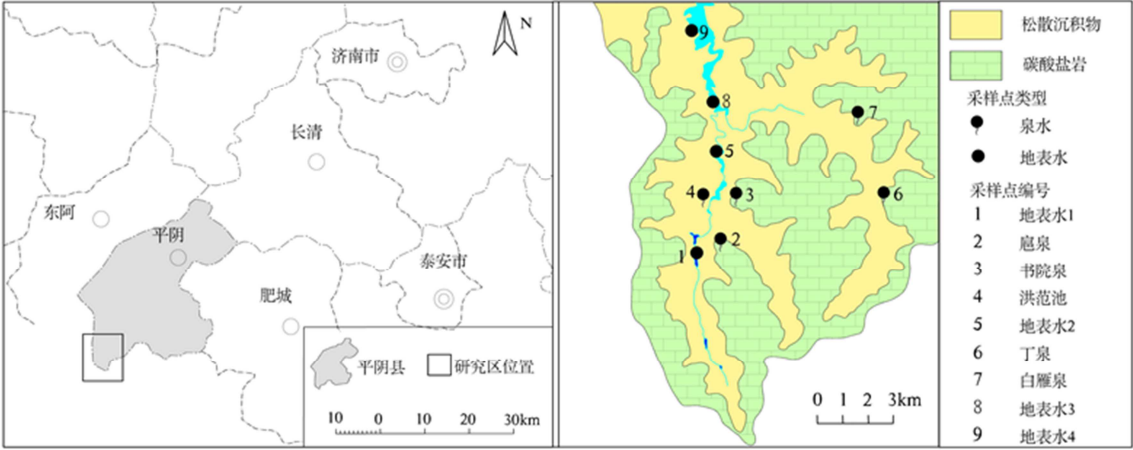 N
济南市
长清
东阿
平阴
泰安市
肥城
平阴县
研究区位置
10 0 10 20 30km
9
8
7
5
4
3
6
2
1
0 1 2 3km
松散沉积物
碳酸盐岩
采样点类型
泉水
地表水
采样点编号
1 地表水1
2 扈泉
3 书院泉
4 洪范池
5 地表水2
6 丁泉
7 白雁泉
8 地表水3
9 地表水4